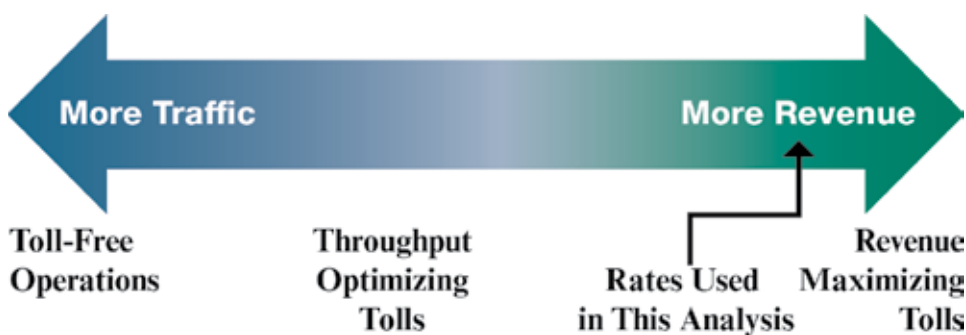 More Traffic
More Revenue
Toll-Free
Operations
Throughput
Optimizing
Tolls
Rates Used
in This Analysis
Revenue
Maximizing
Tolls